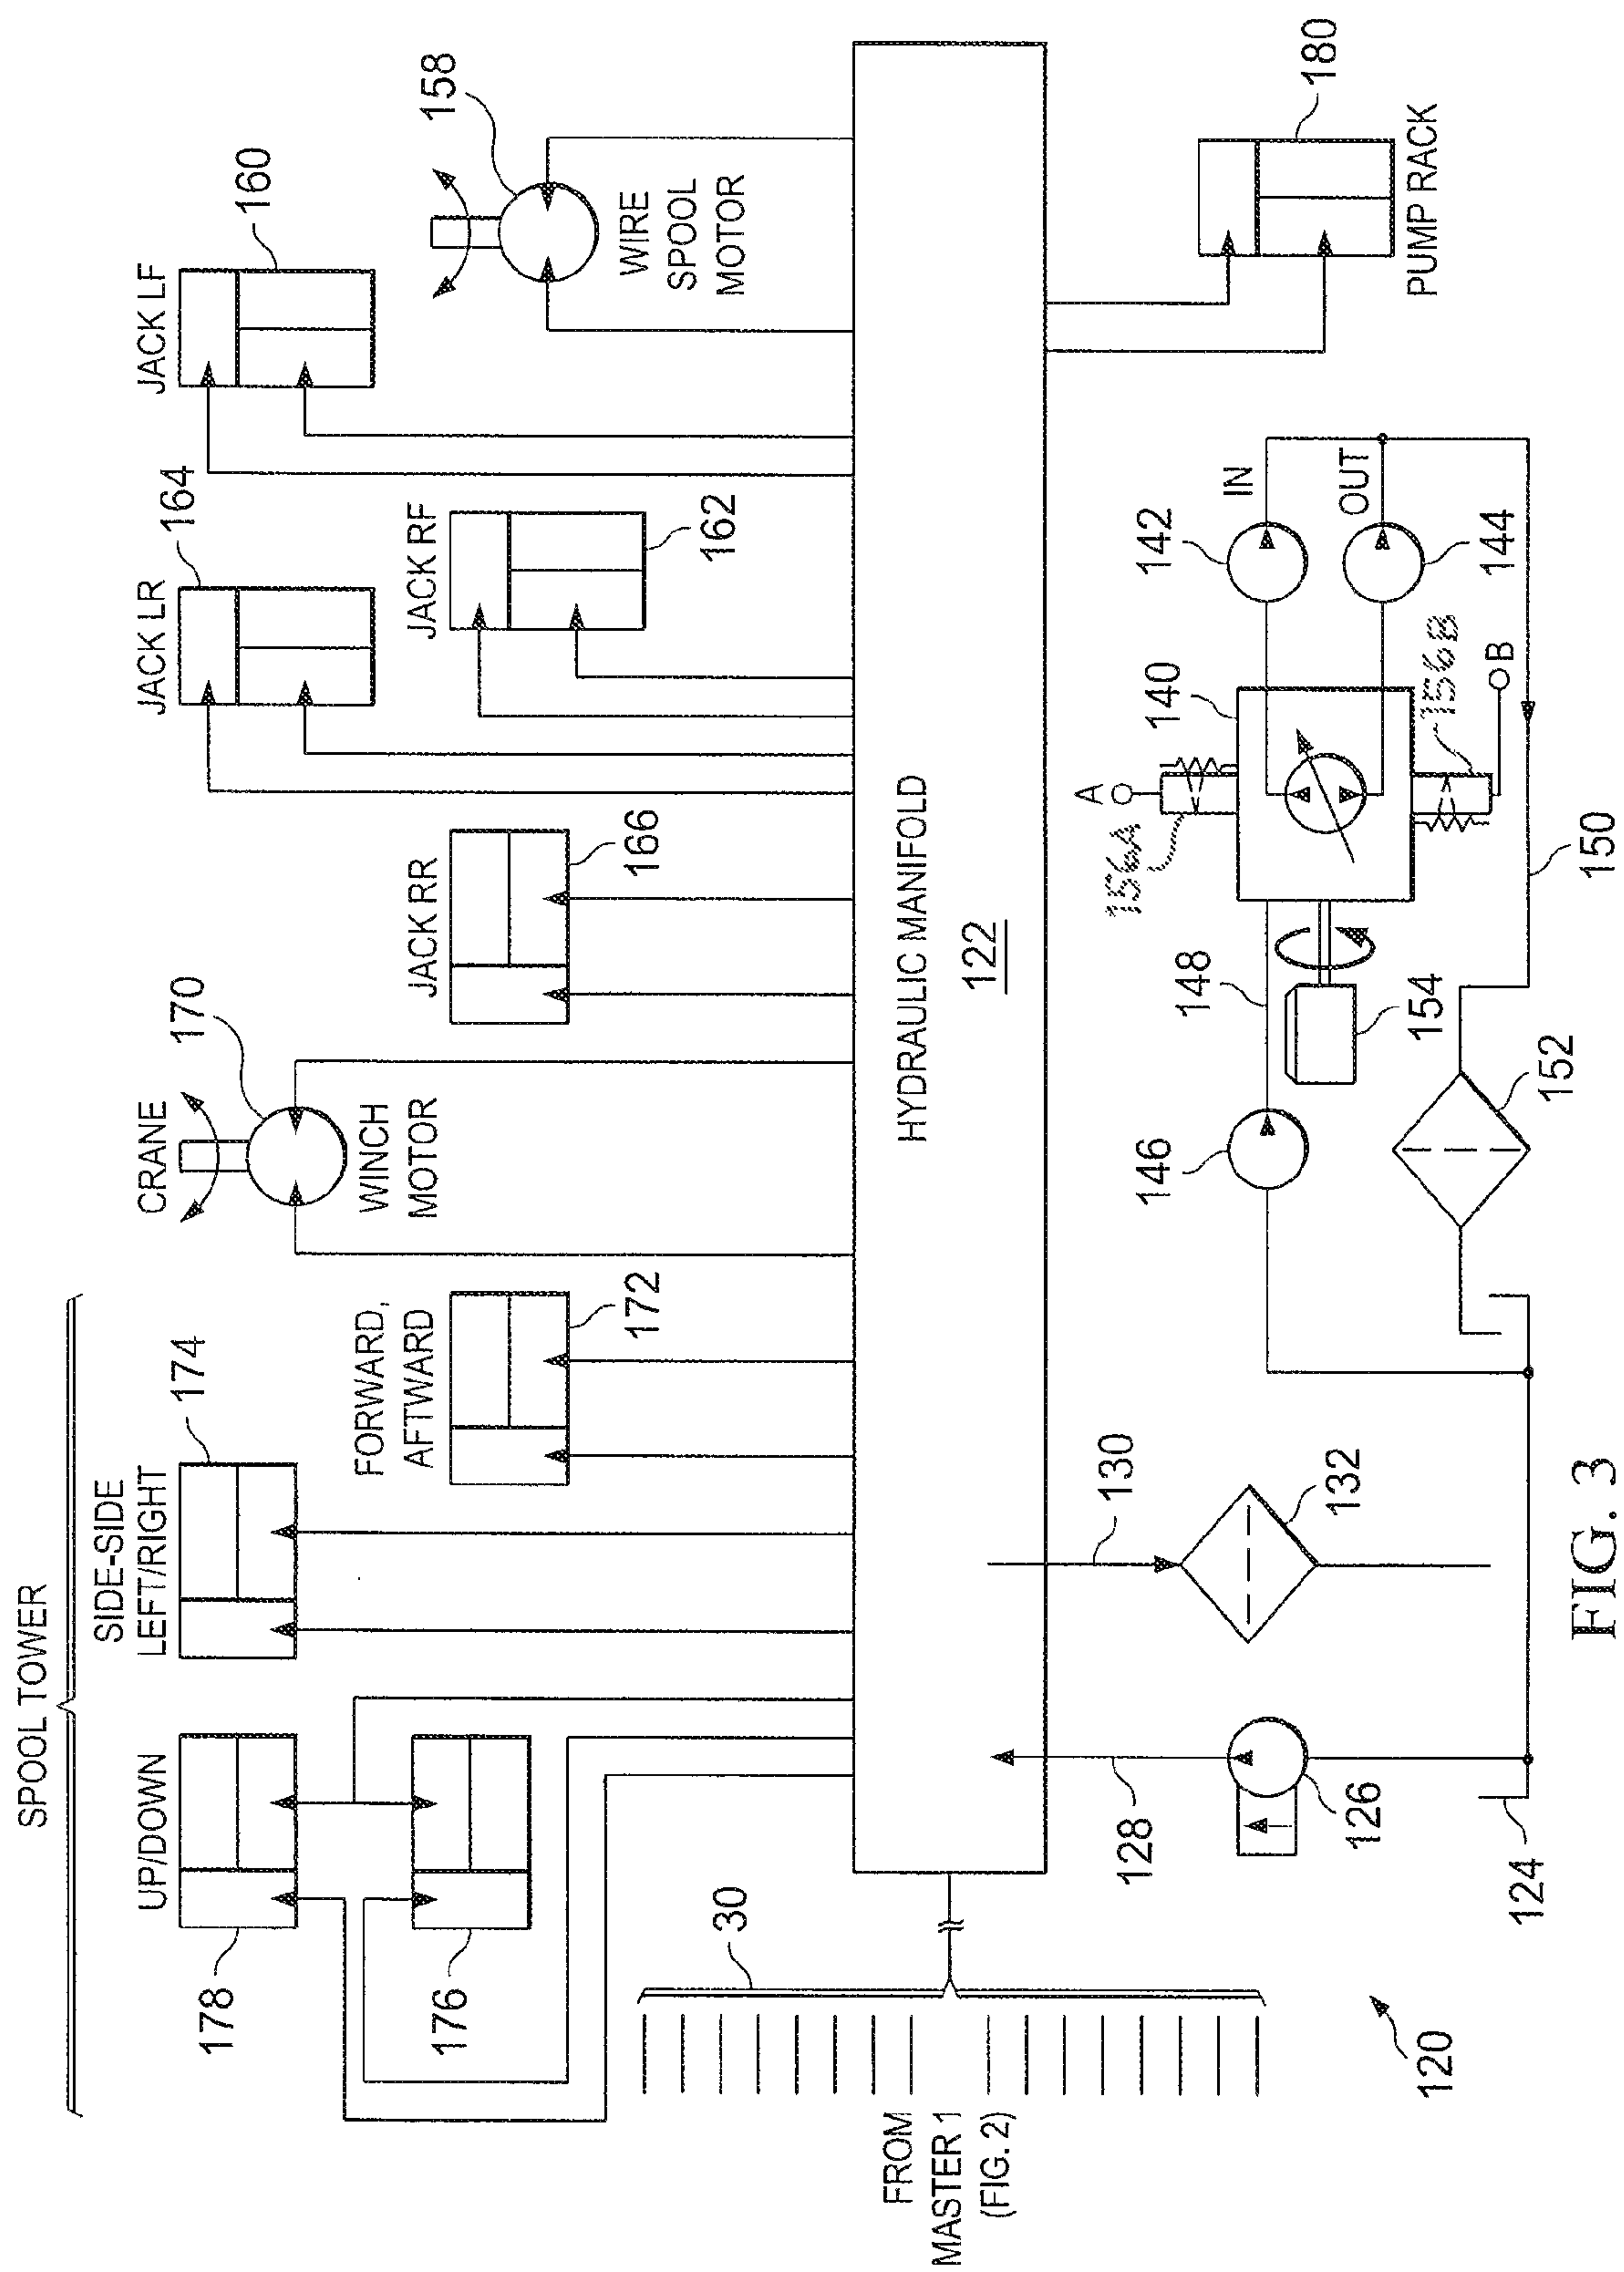 SPOOL TOWER
UP/DOWN
178
176
SIDE-SIDE
LEFT/RIGHT
174
FORWARD,
AFTWARD
172
CRANE
170
WINCH
MOTOR
JACK RR
166
JACK LR
164
JACK RF
162
JACK LF
160
158
WIRE
SPOOL
MOTOR
HYDRAULIC MANIFOLD
122
30
FROM
MASTER 1
(FIG. 2)
128
126
124
130
132
146
148
154
152
150
156A
A
140
156B
B
142
IN
OUT
144
180
PUMP RACK
120
FIG. 3